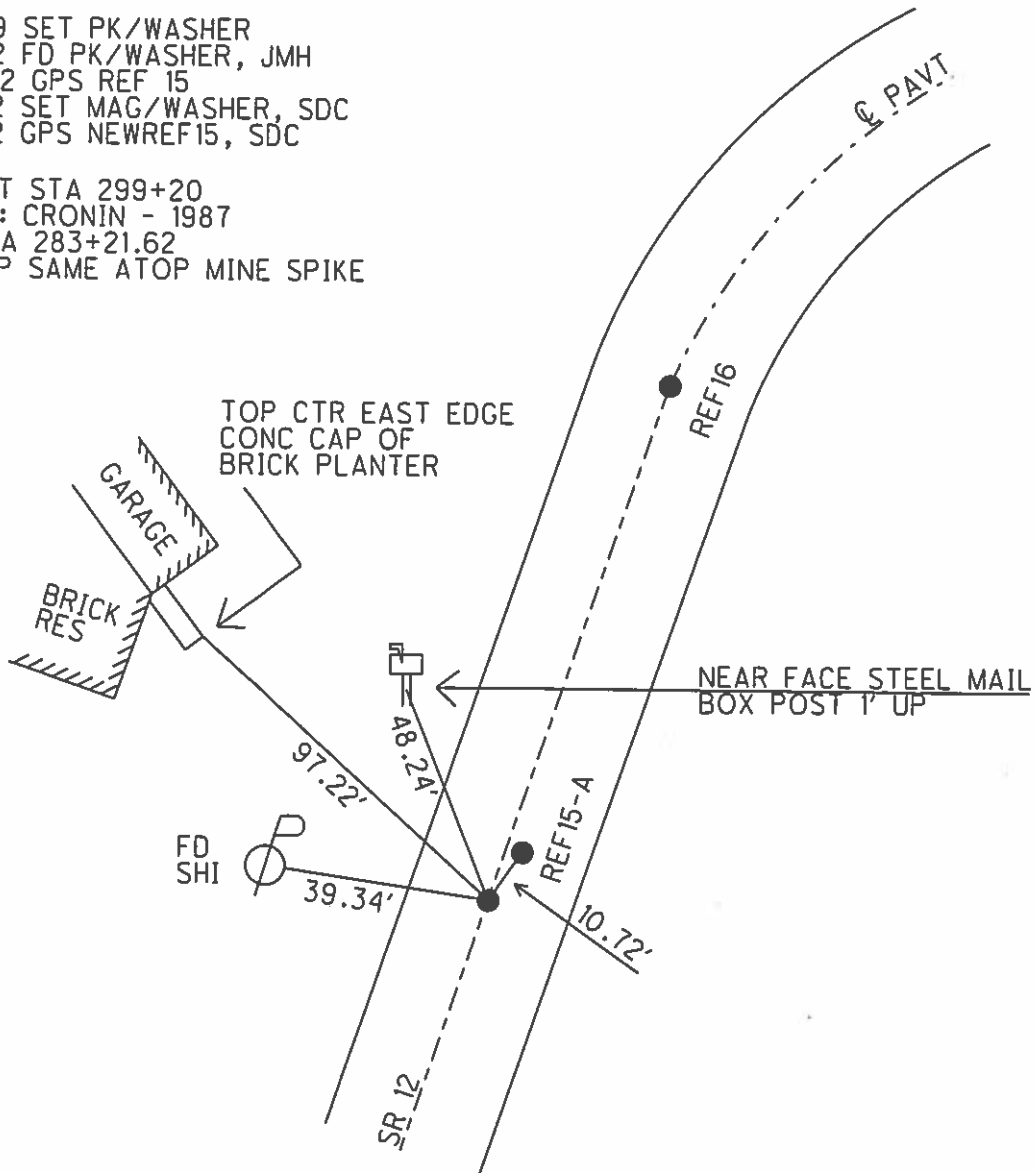 9 SET PK/WASHER
2 FD PK/WASHER, JMH
2 GPS REF 15
2 SET MAG/WASHER, SDC
2 GPS NEWREF15, SDC
T STA 299+20
: CRONIN - 1987
A 283+21.62
P SAME ATOP MINE SPIKE
℄ PAVT
REF16
TOP CTR EAST EDGE
CONC CAP OF
BRICK PLANTER
GARAGE
BRICK
RES
NEAR FACE STEEL MAIL
BOX POST 1' UP
48.24'
97.22'
REF15-A
FD
SHI
39.34'
10.72'
SR 12